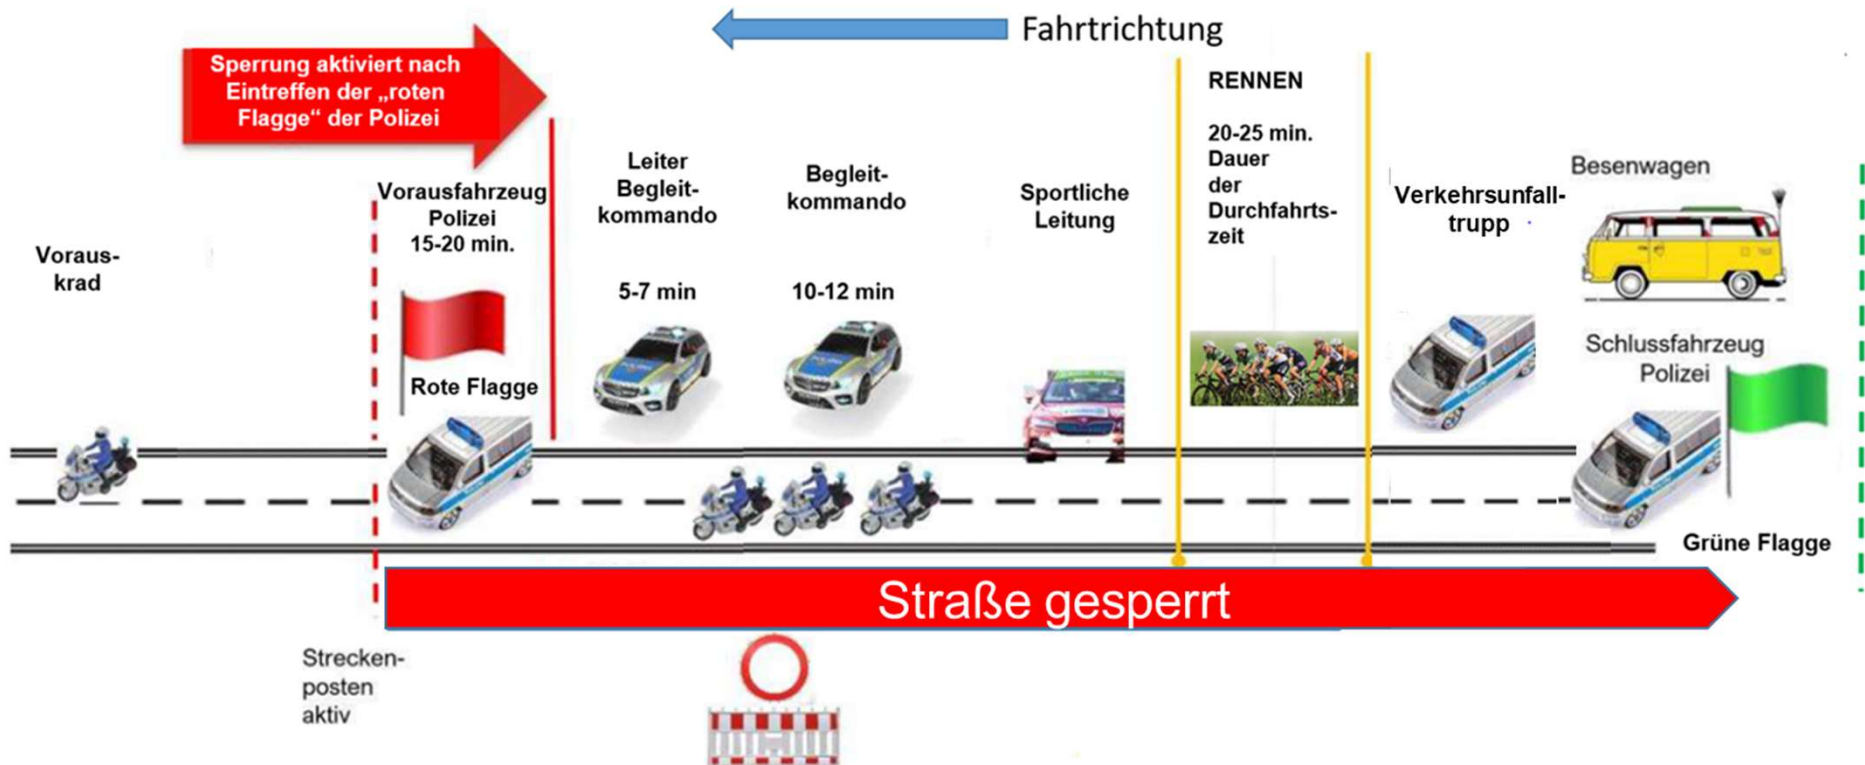 Fahrtrichtung
Sperrung aktiviert nach
Eintreffen der „roten
Flagge“ der Polizei
Voraus-
krad
Vorausfahrzeug
Polizei
15-20 min.
Rote Flagge
Leiter
Begleit-
kommando
5-7 min
Begleit-
kommando
10-12 min
Sportliche
Leitung
RENNEN
20-25 min.
Dauer
der
Durchfahrts-
zeit
Verkehrsunfall-
trupp
Besenwagen
Schlussfahrzeug
Polizei
Grüne Flagge
Straße gesperrt
Strecken-
posten
aktiv